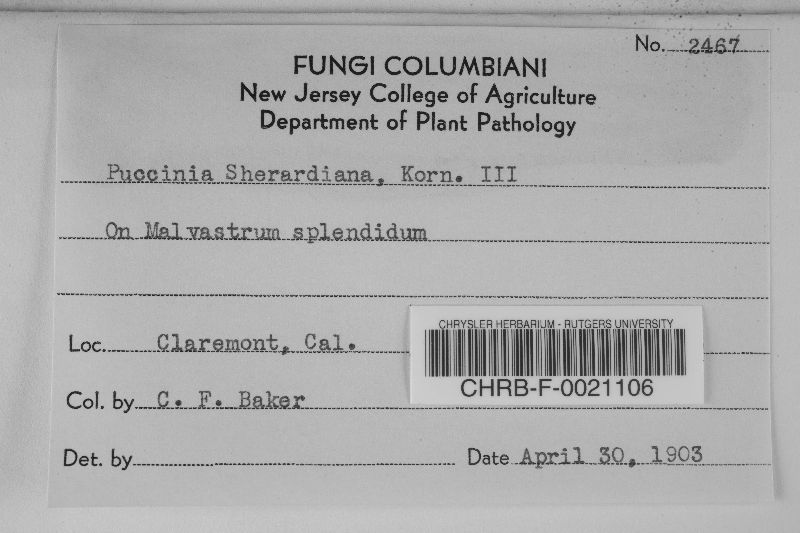 No. 2467
FUNGI COLUMBIANI
New Jersey College of Agriculture
Department of Plant Pathology
Puccinia Sherardiana, Korn. III
On Malvastrum splendidum
Loc. Claremont, Cal.
CHRYSLER HERBARIUM - RUTGERS UNIVERSITY
CHRB-F-0021106
Col. by C. F. Baker
Det. by
Date April 30, 1903